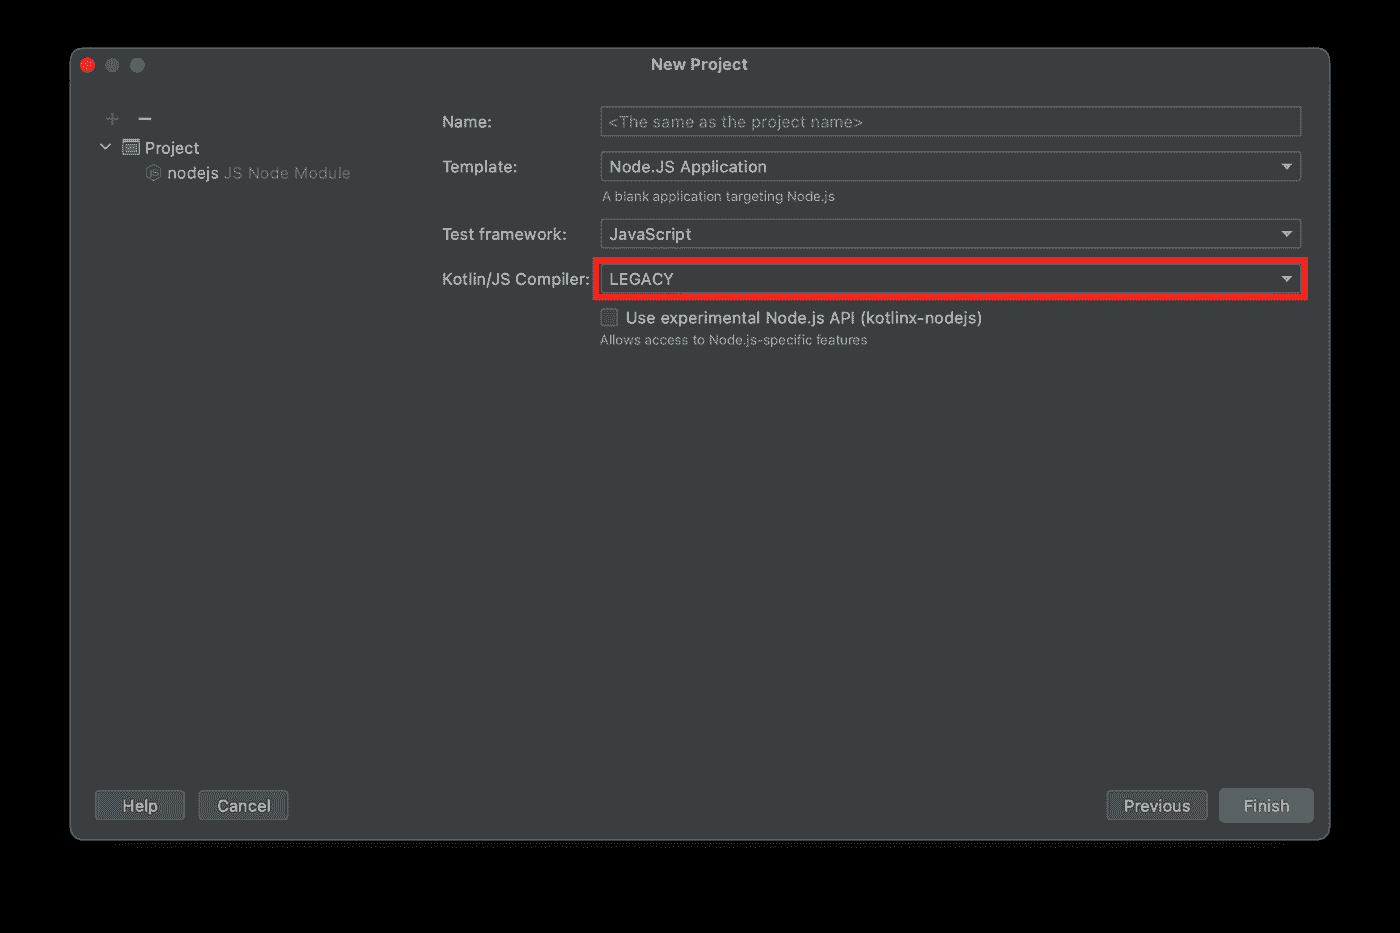 New Project
Project
nodejs JS Node Module
Name: <The same as the project name>
Template: Node.JS Application
A blank application targeting Node.js
Test framework: JavaScript
Kotlin/JS Compiler: LEGACY
Use experimental Node.js API (kotlinx-nodejs)
Allows access to Node.js-specific features
Help Cancel Previous Finish